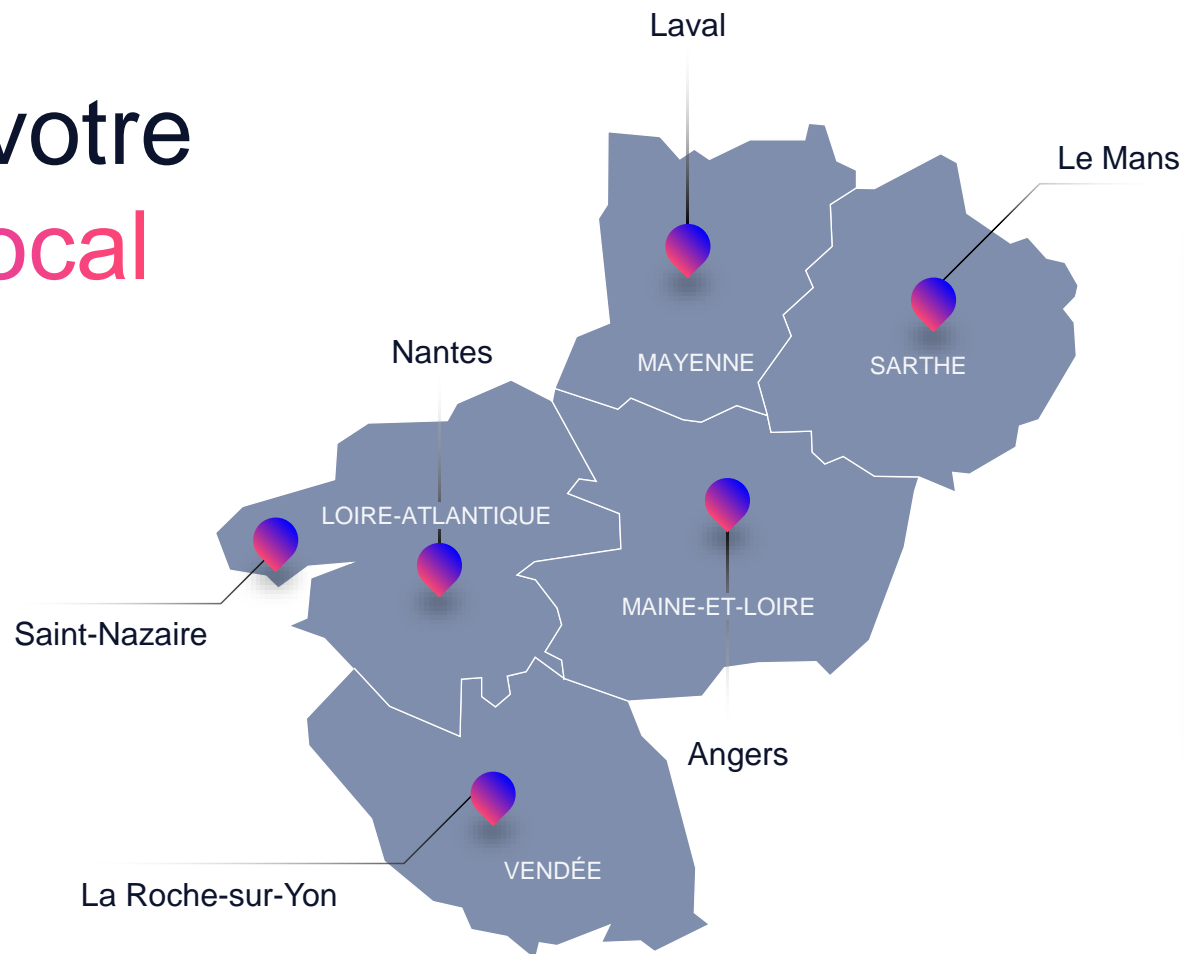 Laval
votre
Le Mans
ocal
Nantes
MAYENNE
SARTHE
LOIRE-ATLANTIQUE
MAINE-ET-LOIRE
Saint-Nazaire
Angers
VENDÉE
La Roche-sur-Yon